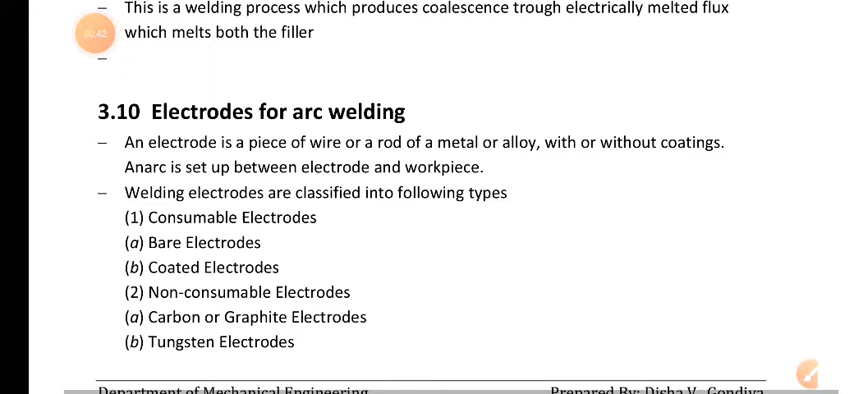 – This is a welding process which produces coalescence trough electrically melted flux
00:42
which melts both the filler
–
3.10 Electrodes for arc welding
– An electrode is a piece of wire or a rod of a metal or alloy, with or without coatings.
Anarc is set up between electrode and workpiece.
– Welding electrodes are classified into following types
(1) Consumable Electrodes
(a) Bare Electrodes
(b) Coated Electrodes
(2) Non-consumable Electrodes
(a) Carbon or Graphite Electrodes
(b) Tungsten Electrodes
Department of Mechanical Engineering Prepared By: Disha V. Gondiya